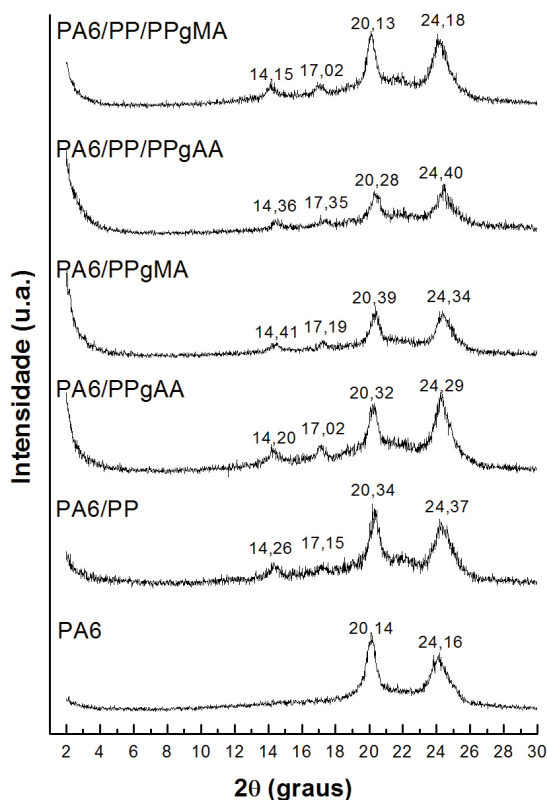 PA6/PP/PPgMA
14,15 17,02 20,13 24,18
PA6/PP/PPgAA
14,36 17,35 20,28 24,40
PA6/PPgMA
14,41 17,19 20,39 24,34
PA6/PPgAA
14,20 17,02 20,32 24,29
PA6/PP
14,26 17,15 20,34 24,37
PA6
20,14 24,16
Intensidade (u.a.)
2 4 6 8 10 12 14 16 18 20 22 24 26 28 30
2θ (graus)